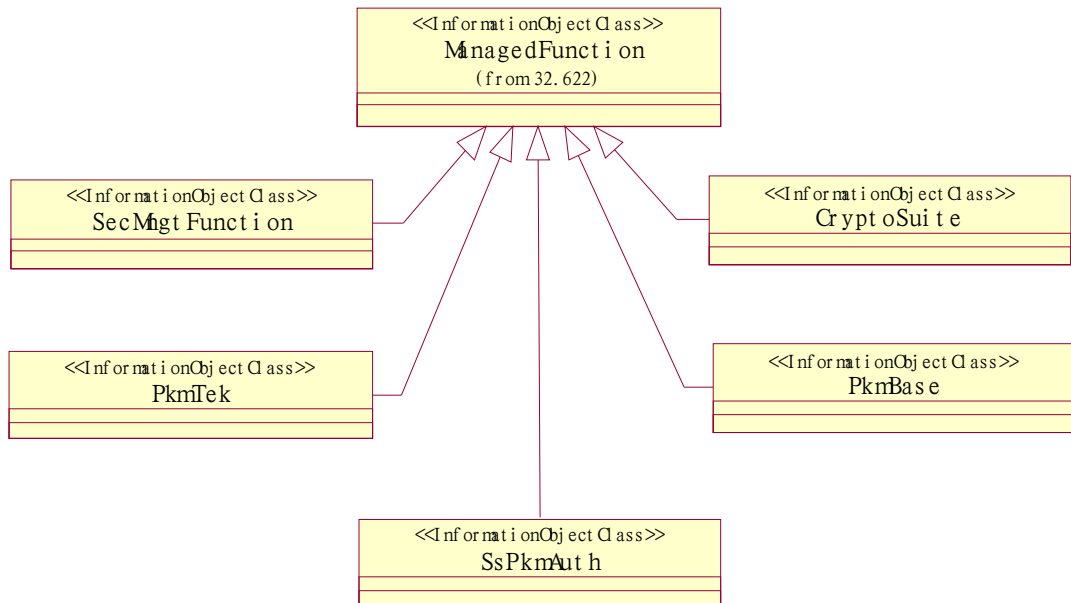 <<InformationObjectClass>>
ManagedFunction
(from 32.622)
<<InformationObjectClass>>
SecMngtFunction
<<InformationObjectClass>>
CryptoSuite
<<InformationObjectClass>>
PkmTek
<<InformationObjectClass>>
PkmBase
<<InformationObjectClass>>
SsPkmAuth